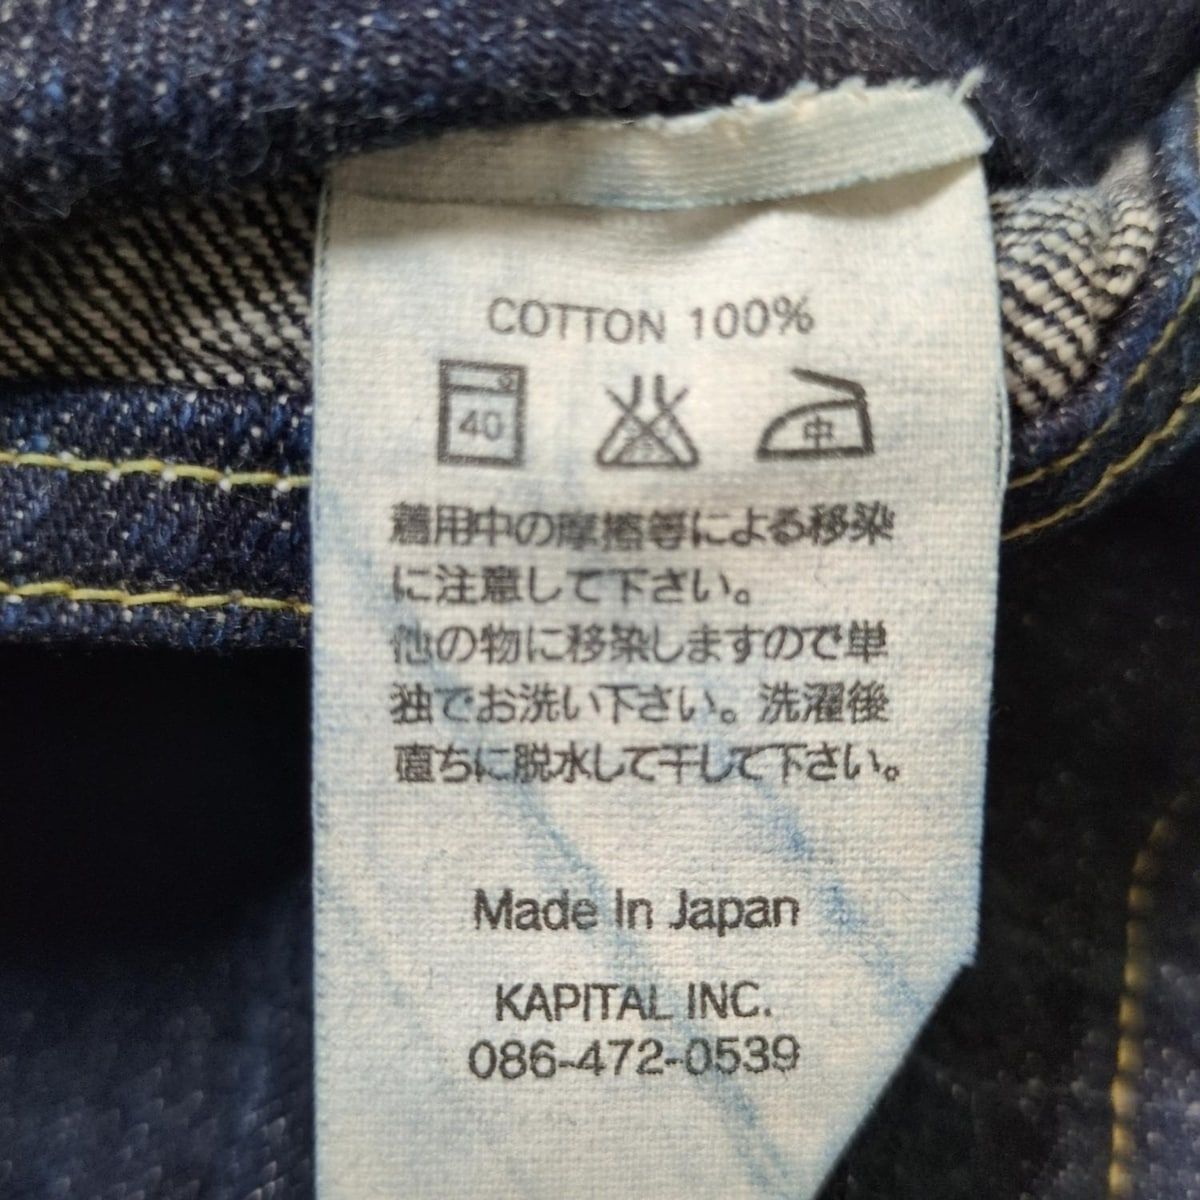 COTTON 100%
40
中
着用中の摩擦等による移染
に注意して下さい。
他の物に移染しますので単
独でお洗い下さい。洗濯後
直ちに脱水して干して下さい。
Made In Japan
KAPITAL INC.
086-472-0539